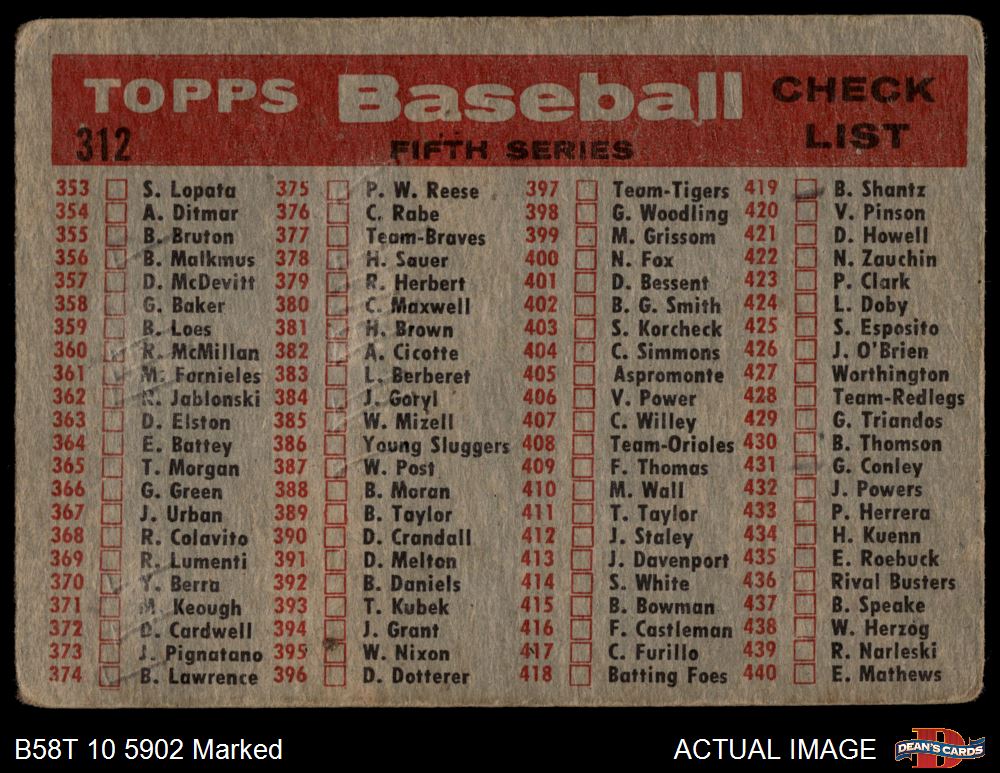 TOPPS Baseball CHECK LIST
312 FIFTH SERIES
353 S. Lopata 375 P. W. Reese 397 Team-Tigers 419 B. Shantz
354 A. Ditmar 376 C. Rabe 398 G. Woodling 420 V. Pinson
355 B. Bruton 377 Team-Braves 399 M. Grissom 421 D. Howell
356 B. Malkmus 378 H. Sauer 400 N. Fox 422 N. Zauchin
357 D. McDevitt 379 R. Herbert 401 D. Bessent 423 P. Clark
358 G. Baker 380 C. Maxwell 402 B. G. Smith 424 L. Doby
359 B. Loes 381 H. Brown 403 S. Korcheck 425 S. Esposito
360 R. McMillan 382 A. Cicotte 404 C. Simmons 426 J. O'Brien
361 M. Fornieles 383 L. Berberet 405 Aspromonte 427 Worthington
362 R. Jablonski 384 J. Goryl 406 V. Power 428 Team-Redlegs
363 D. Elston 385 W. Mizell 407 C. Willey 429 G. Triandos
364 E. Battey 386 Young Sluggers 408 Team-Orioles 430 B. Thomson
365 T. Morgan 387 W. Post 409 F. Thomas 431 G. Conley
366 G. Green 388 B. Moran 410 M. Wall 432 J. Powers
367 J. Urban 389 B. Taylor 411 T. Taylor 433 P. Herrera
368 R. Colavito 390 D. Crandall 412 J. Staley 434 H. Kuenn
369 R. Lumenti 391 D. Melton 413 J. Davenport 435 E. Roebuck
370 Y. Berra 392 B. Daniels 414 S. White 436 Rival Busters
371 M. Keough 393 T. Kubek 415 B. Bowman 437 B. Speake
372 D. Cardwell 394 J. Grant 416 F. Castleman 438 W. Herzog
373 J. Pignatano 395 W. Nixon 417 C. Furillo 439 R. Narleski
374 B. Lawrence 396 D. Dotterer 418 Batting Foes 440 E. Mathews
B58T 10 5902 Marked ACTUAL IMAGE DEAN'S CARDS